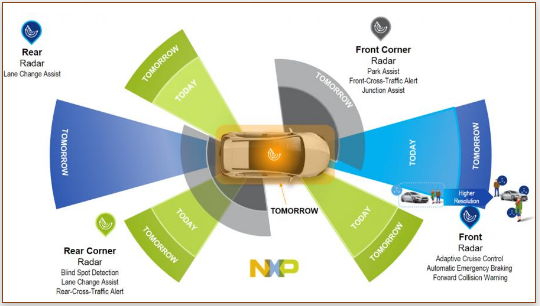 Rear
Radar
Lane Change Assist
Front Corner
Radar
Park Assist
Front-Cross-Traffic Alert
Junction Assist
TOMORROW
TODAY
TOMORROW
TOMORROW
TODAY
TOMORROW
Higher
Resolution
TOMORROW
TODAY
TOMORROW
TODAY
TOMORROW
Rear Corner
Radar
Blind Spot Detection
Lane Change Assist
Rear-Cross-Traffic Alert
NXP
Front
Radar
Adaptive Cruise Control
Automatic Emergency Braking
Forward Collision Warning